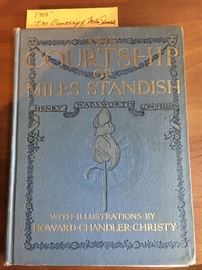 1903
"The Courtship of Miles Standish
THE
COURTSHIP
OF
MILES STANDISH
HENRY WADSWORTH LONGFELLOW
WITH ILLUSTRATIONS BY
HOWARD CHANDLER CHRISTY